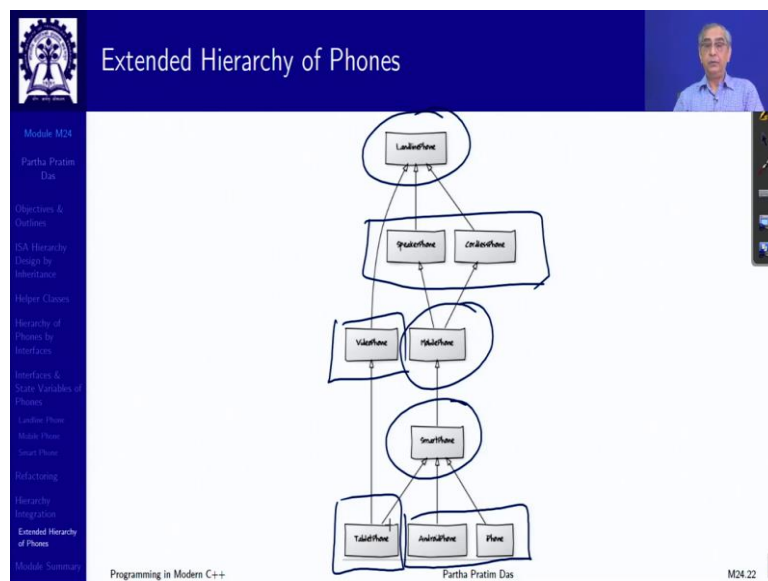 Extended Hierarchy of Phones
Module M24
Partha Pratim
Das
Objectives &
Outlines
ISA Hierarchy
Design by
Inheritance
Helper Classes
Hierarchy of
Phones by
Interfaces
Interfaces &
State Variables of
Phones
Landline Phone
Mobile Phone
Smart Phone
Refactoring
Hierarchy
Integration
Extended Hierarchy
of Phones
Module Summary
LandlinePhone
SpeakerPhone
CordlessPhone
VideoPhone
MobilePhone
SmartPhone
TabletPhone
AndroidPhone
iPhone
Programming in Modern C++
Partha Pratim Das
M24.22